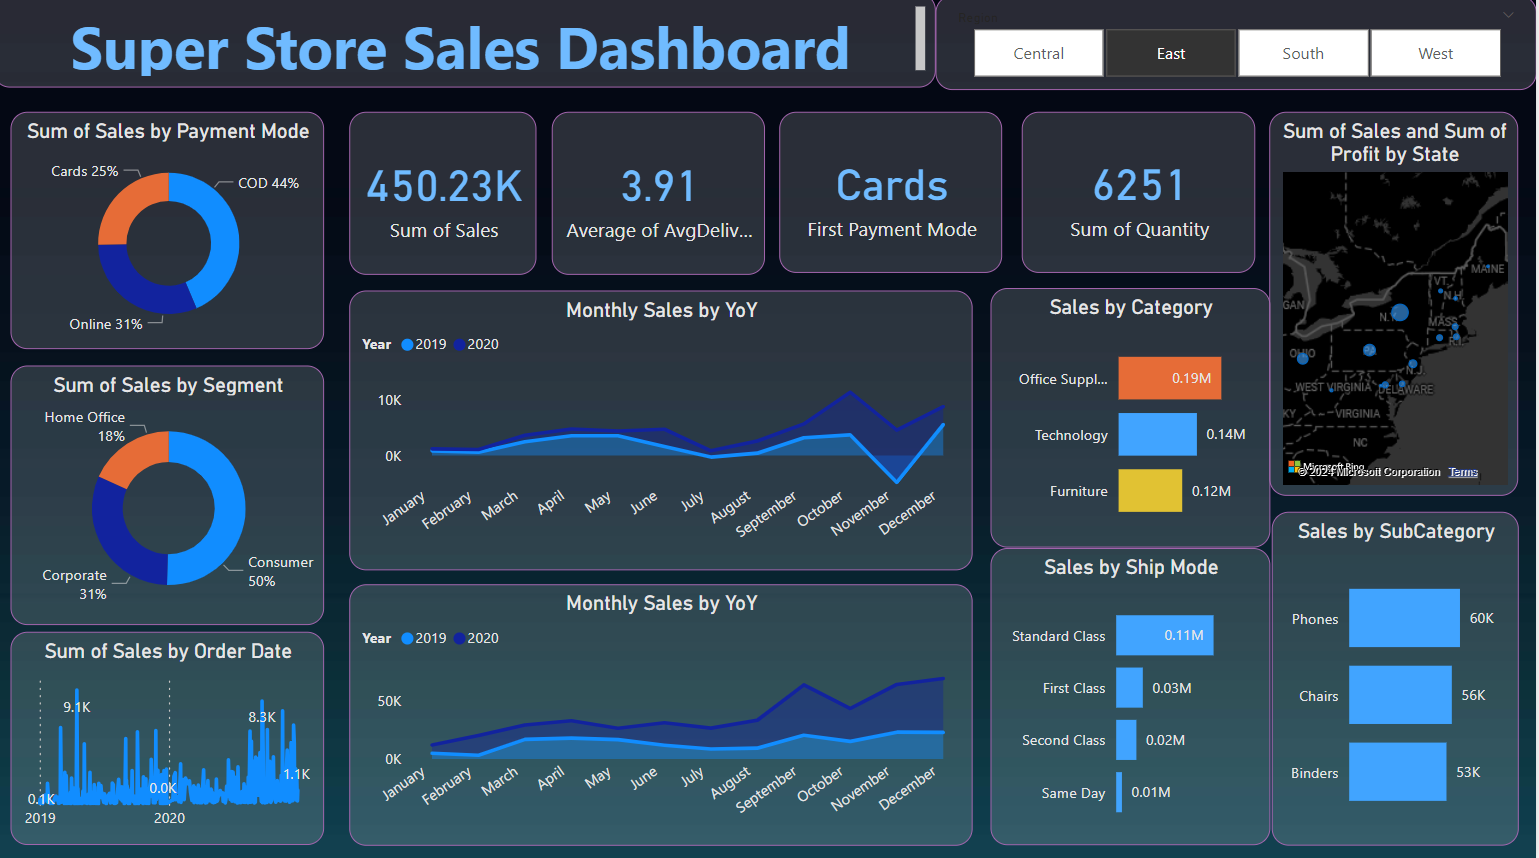 Super Store Sales Dashboard
Region
Central
East
South
West
Sum of Sales by Payment Mode
Cards 25%
COD 44%
Online 31%
450.23K
Sum of Sales
3.91
Average of AvgDeliv...
Cards
First Payment Mode
6251
Sum of Quantity
Sum of Sales and Sum of
Profit by State
MAINE
VT.
N.H.
GAN
N.Y.
MASS.
R.I.
OHIO
PA.
N.J.
WEST VIRGINIA
DELAWARE
KY
VIRGINIA
NC
Microsoft Bing
© 2024 Microsoft Corporation
Terms
Monthly Sales by YoY
Year
2019
2020
10K
0K
January
February
March
April
May
June
July
August
September
October
November
December
Sales by Category
Office Suppl...
0.19M
Technology
0.14M
Furniture
0.12M
Sum of Sales by Segment
Home Office
18%
Consumer
50%
Corporate
31%
Sales by SubCategory
Phones
60K
Chairs
56K
Binders
53K
Sales by Ship Mode
Standard Class
0.11M
First Class
0.03M
Second Class
0.02M
Same Day
0.01M
Monthly Sales by YoY
Year
2019
2020
50K
0K
January
February
March
April
May
June
July
August
September
October
November
December
Sum of Sales by Order Date
9.1K
8.3K
1.1K
0.0K
0.1K
2019
2020